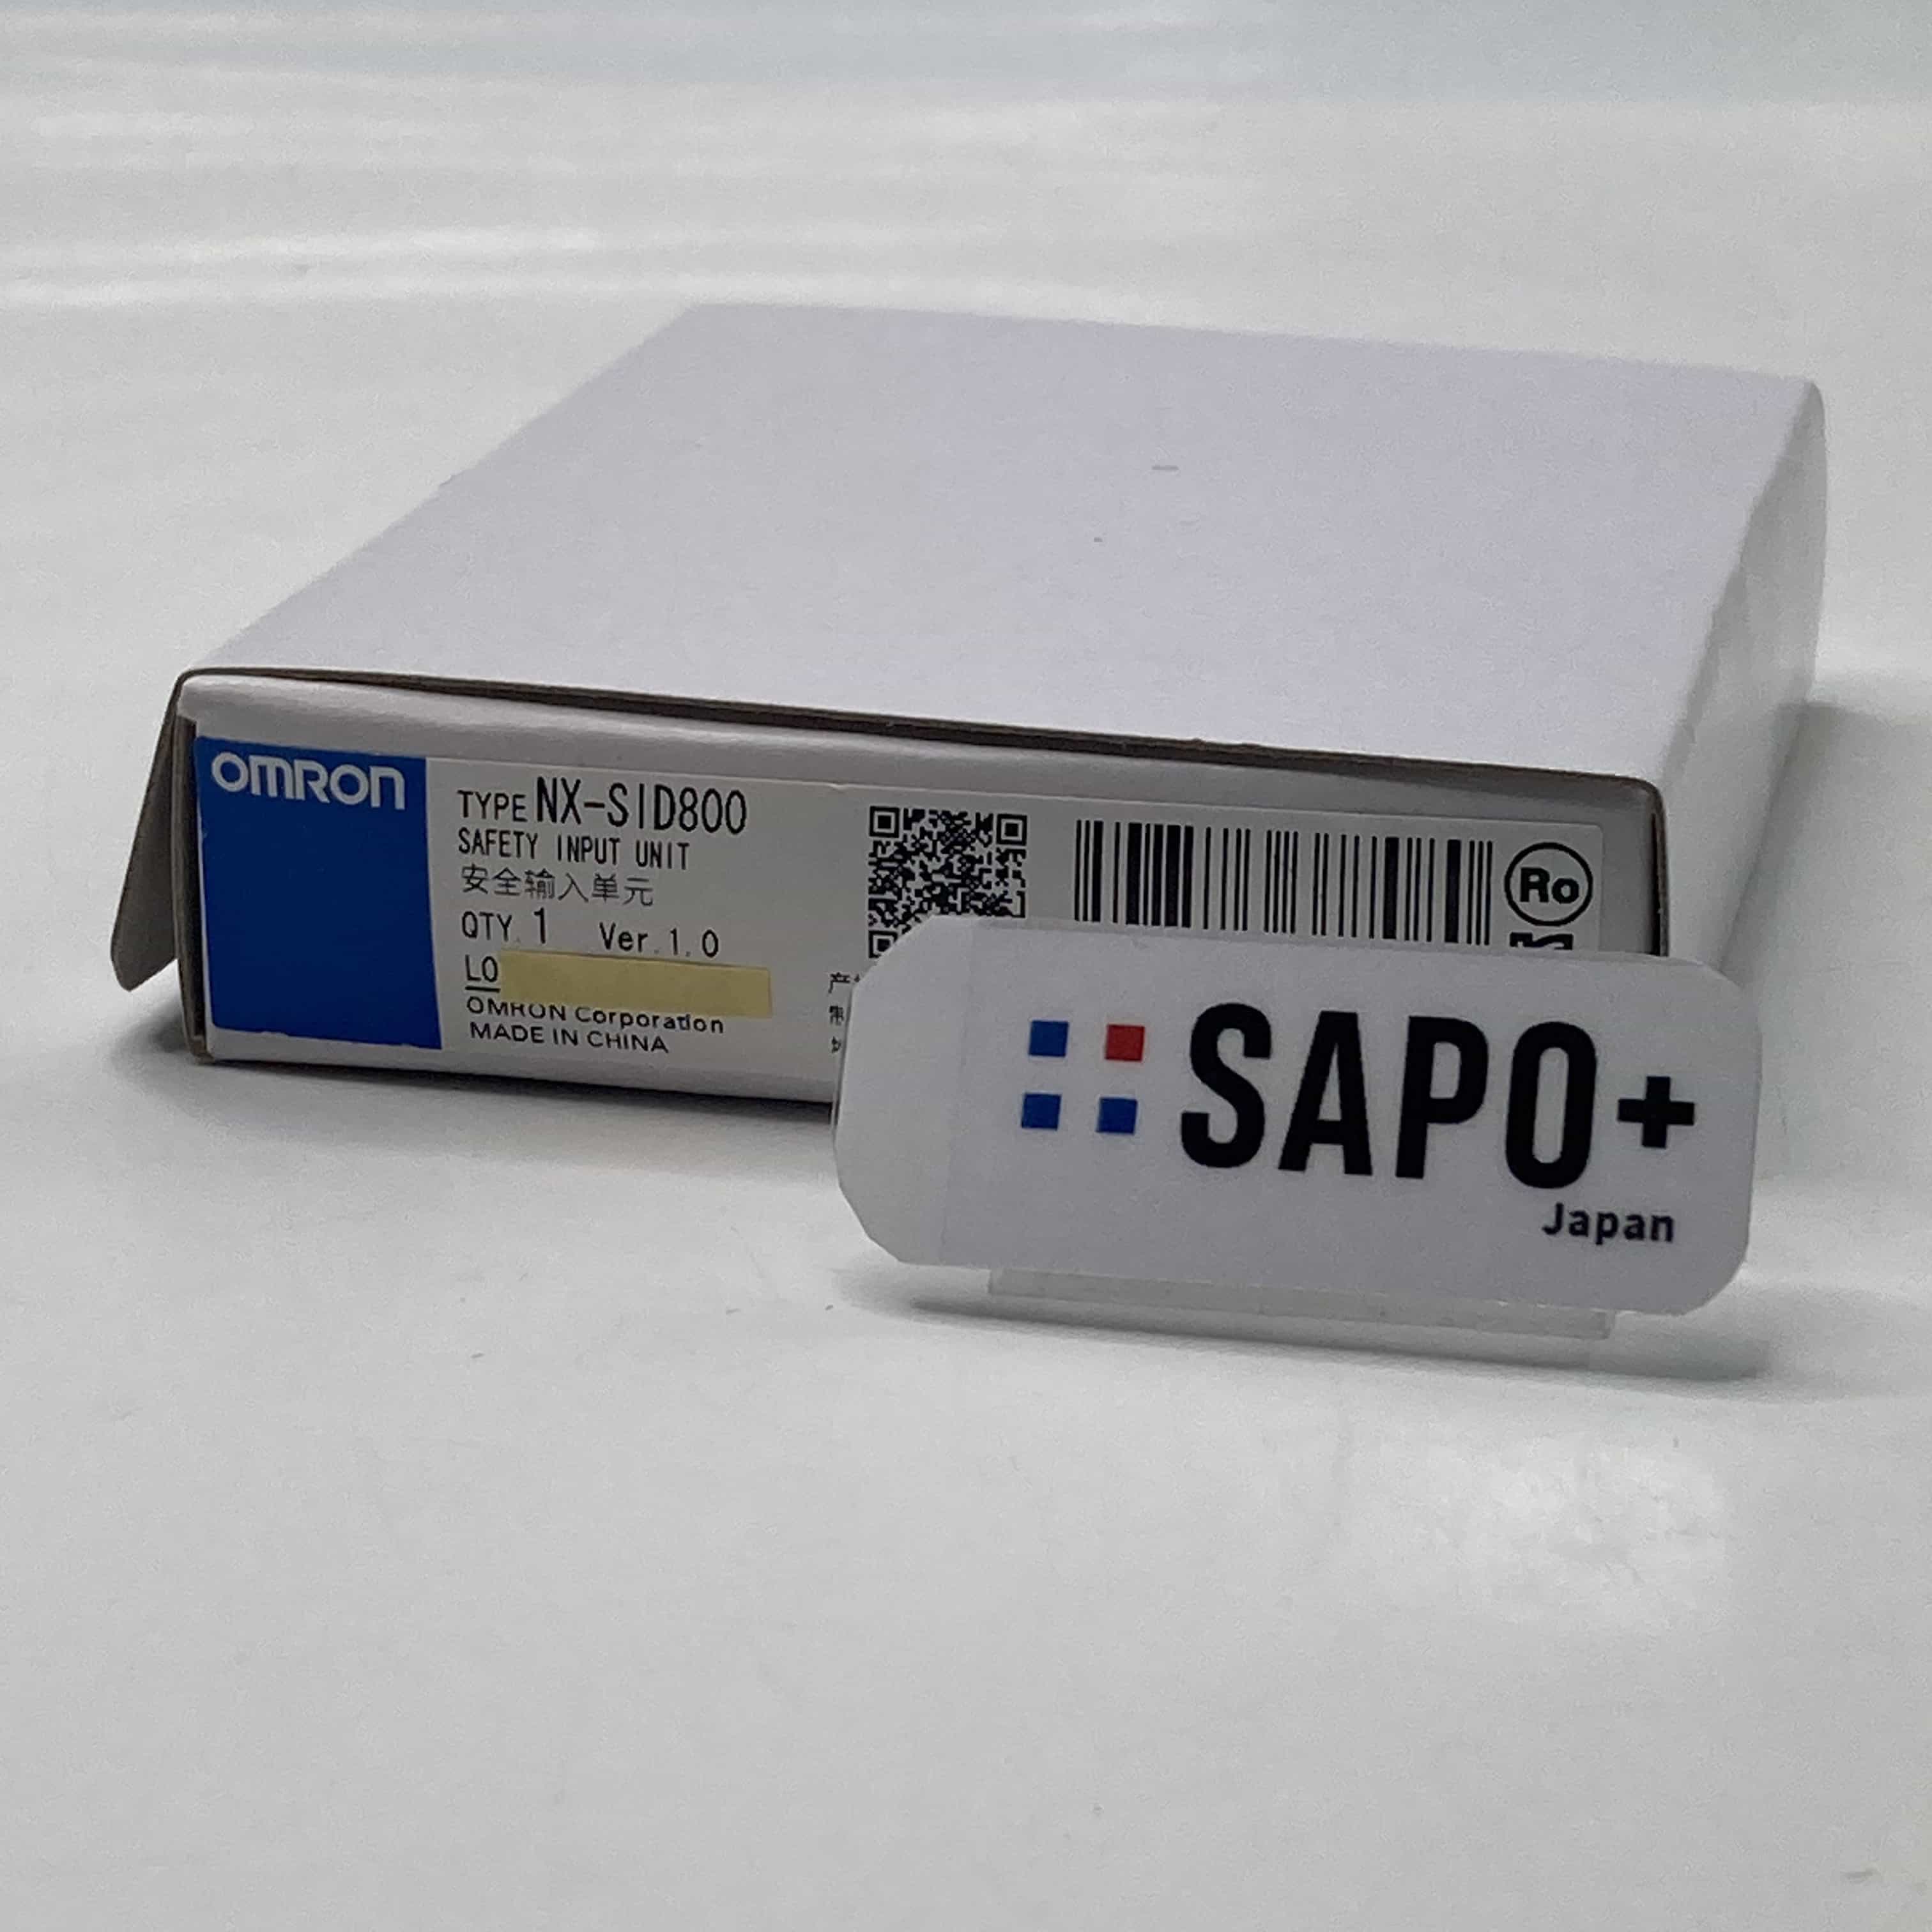 OMRON
TYPE NX-SID800
SAFETY INPUT UNIT
安全输入单元
QTY. 1 Ver.1.0
LO
OMRON Corporation
MADE IN CHINA
Ro
SAPO+
Japan